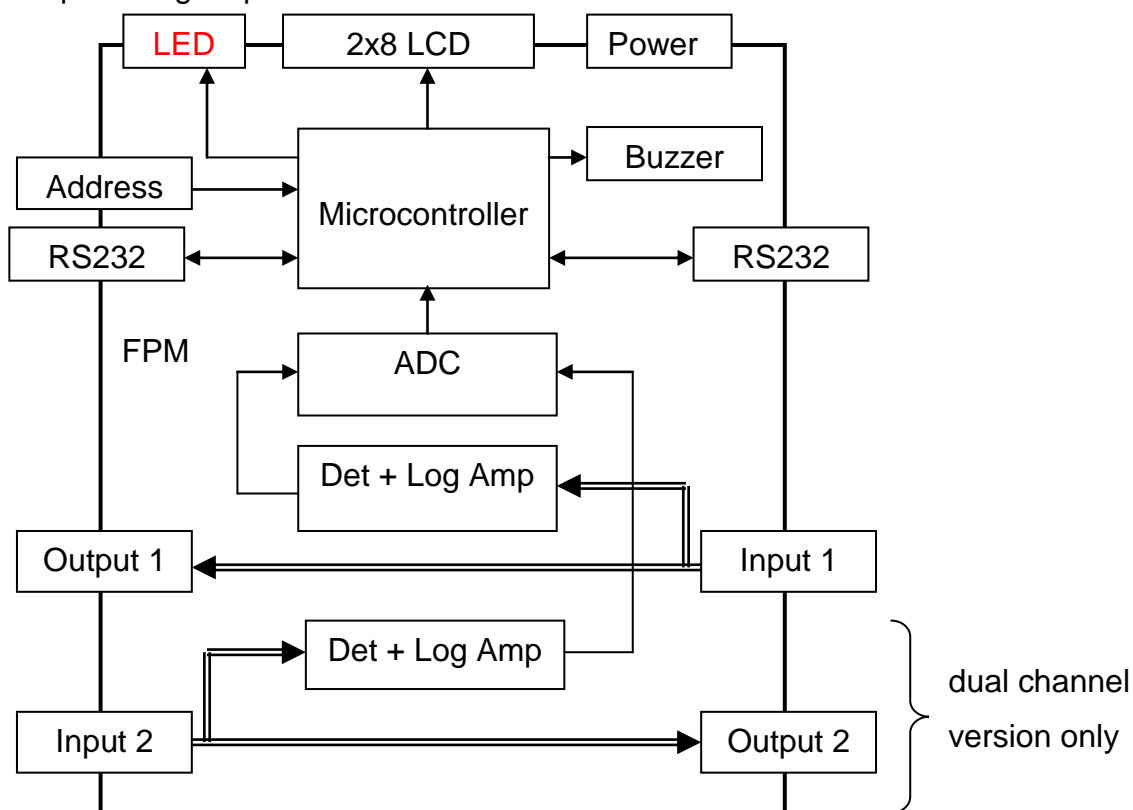 LED
2x8 LCD
Power
Buzzer
Address
Microcontroller
RS232
RS232
FPM
ADC
Det + Log Amp
Output 1
Input 1
Det + Log Amp
dual channel
version only
Input 2
Output 2